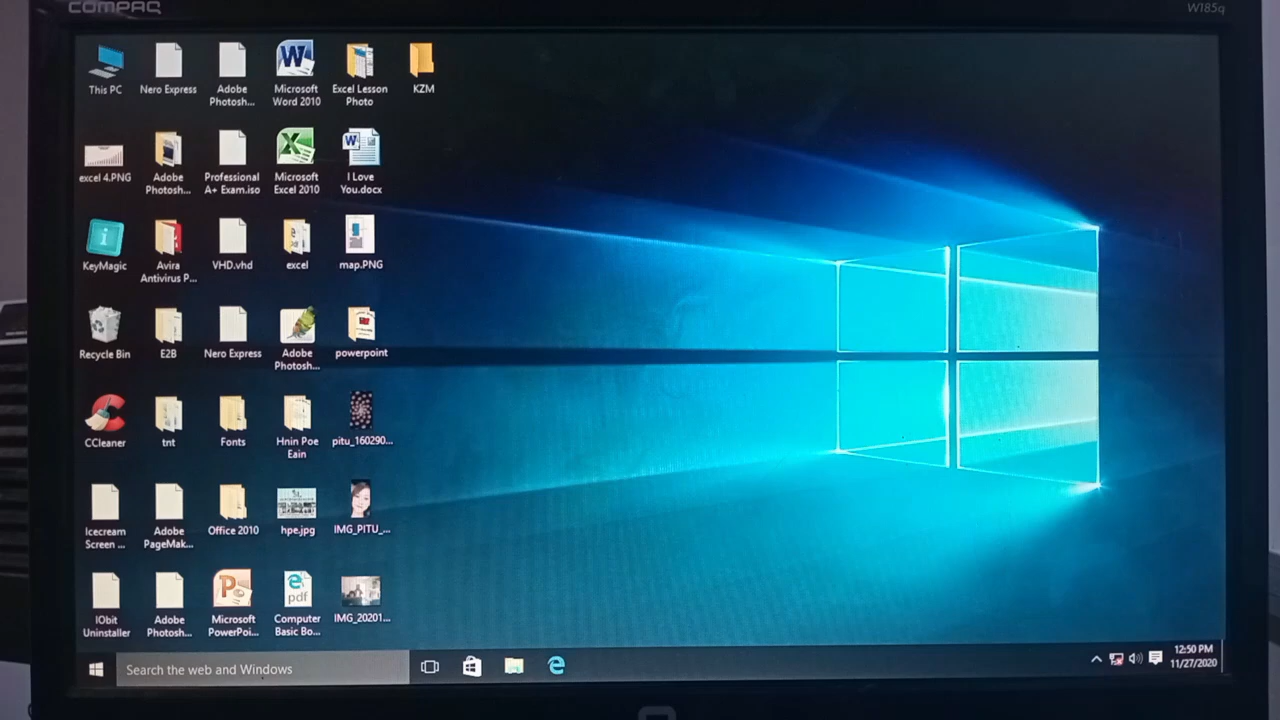 COMPAQ
W185q
This PC
Nero Express
Adobe
Photosh...
Microsoft
Word 2010
Excel Lesson
Photo
KZM
excel 4.PNG
Adobe
Photosh...
Professional
A+ Exam.iso
Microsoft
Excel 2010
I Love
You.docx
KeyMagic
Avira
Antivirus P...
VHD.vhd
excel
map.PNG
Recycle Bin
E2B
Nero Express
Adobe
Photosh...
powerpoint
CCleaner
tnt
Fonts
Hnin Poe
Eain
pitu_160290...
Icecream
Screen ...
Adobe
PageMak...
Office 2010
hpe.jpg
IMG_PITU_...
IObit
Uninstaller
Adobe
Photosh...
Microsoft
PowerPoi...
pdf
Computer
Basic Bo...
IMG_20201...
Search the web and Windows
12:50 PM
11/27/2020